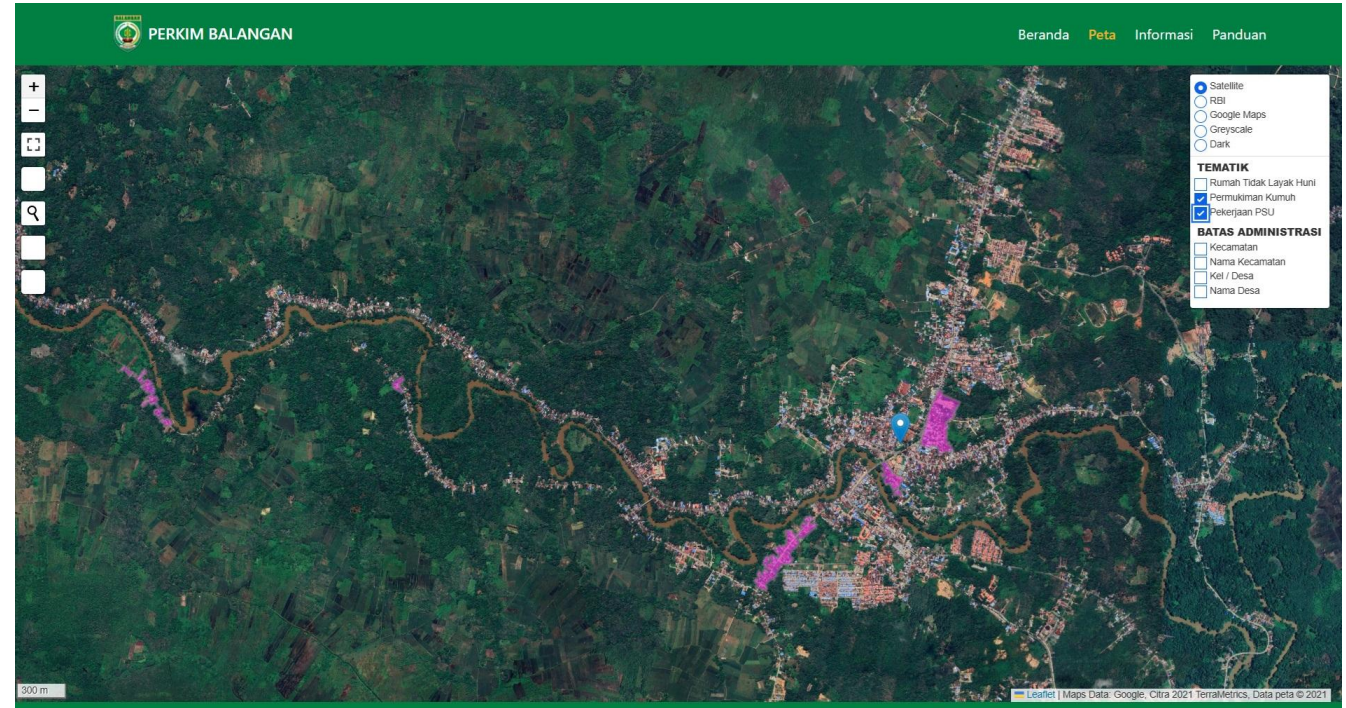 BALANGAN
PERKIM BALANGAN
Beranda Peta Informasi Panduan
+
−
Satellite
RBI
Google Maps
Greyscale
Dark
TEMATIK
Rumah Tidak Layak Huni
Permukiman Kumuh
Pekerjaan PSU
BATAS ADMINISTRASI
Kecamatan
Nama Kecamatan
Kel / Desa
Nama Desa
300 m
Leaflet | Maps Data: Google, Citra 2021 TerraMetrics, Data peta © 2021